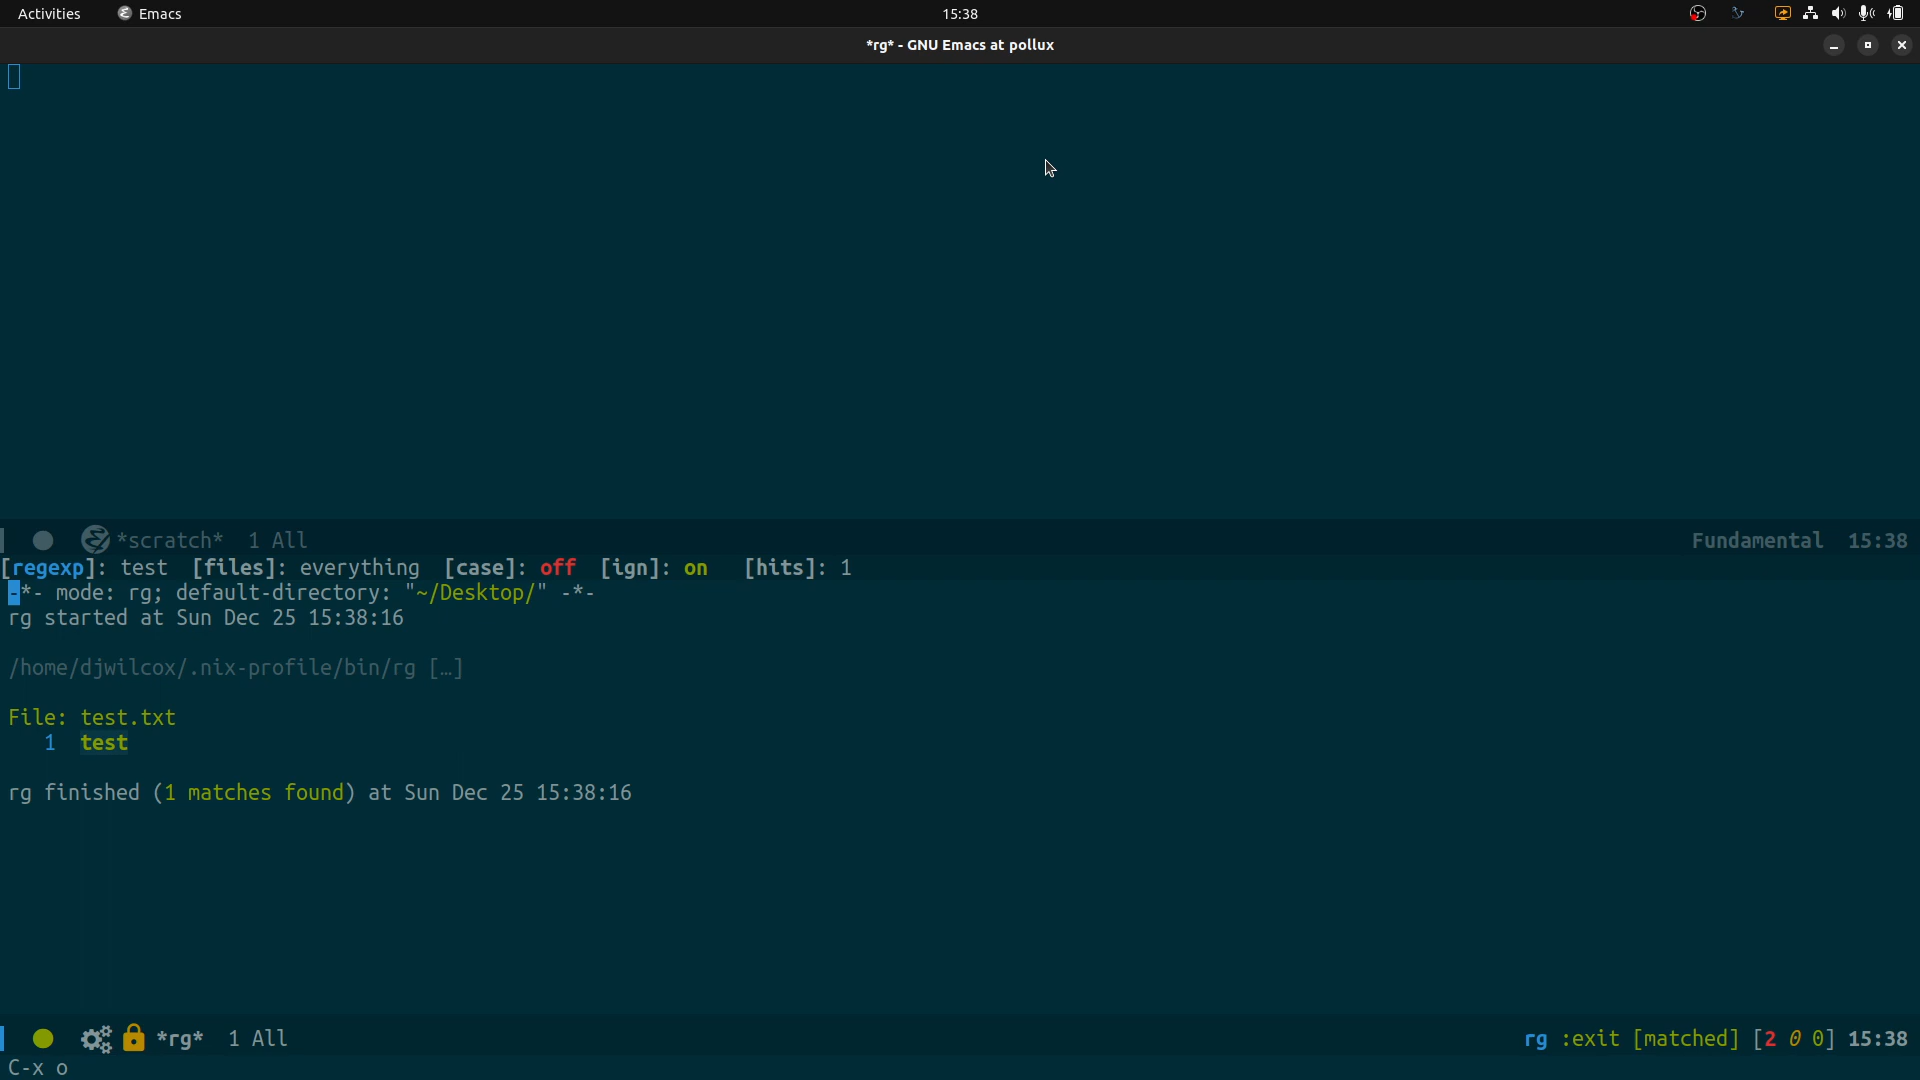 Activities Emacs 15:38
*rg* - GNU Emacs at pollux
*scratch* 1 All Fundamental 15:38
[regexp]: test [files]: everything [case]: off [ign]: on [hits]: 1
-*- mode: rg; default-directory: "~/Desktop/" -*-
rg started at Sun Dec 25 15:38:16
/home/djwilcox/.nix-profile/bin/rg […]
File: test.txt
1 test
rg finished (1 matches found) at Sun Dec 25 15:38:16
*rg* 1 All rg :exit [matched] [2 0 0] 15:38
C-x o